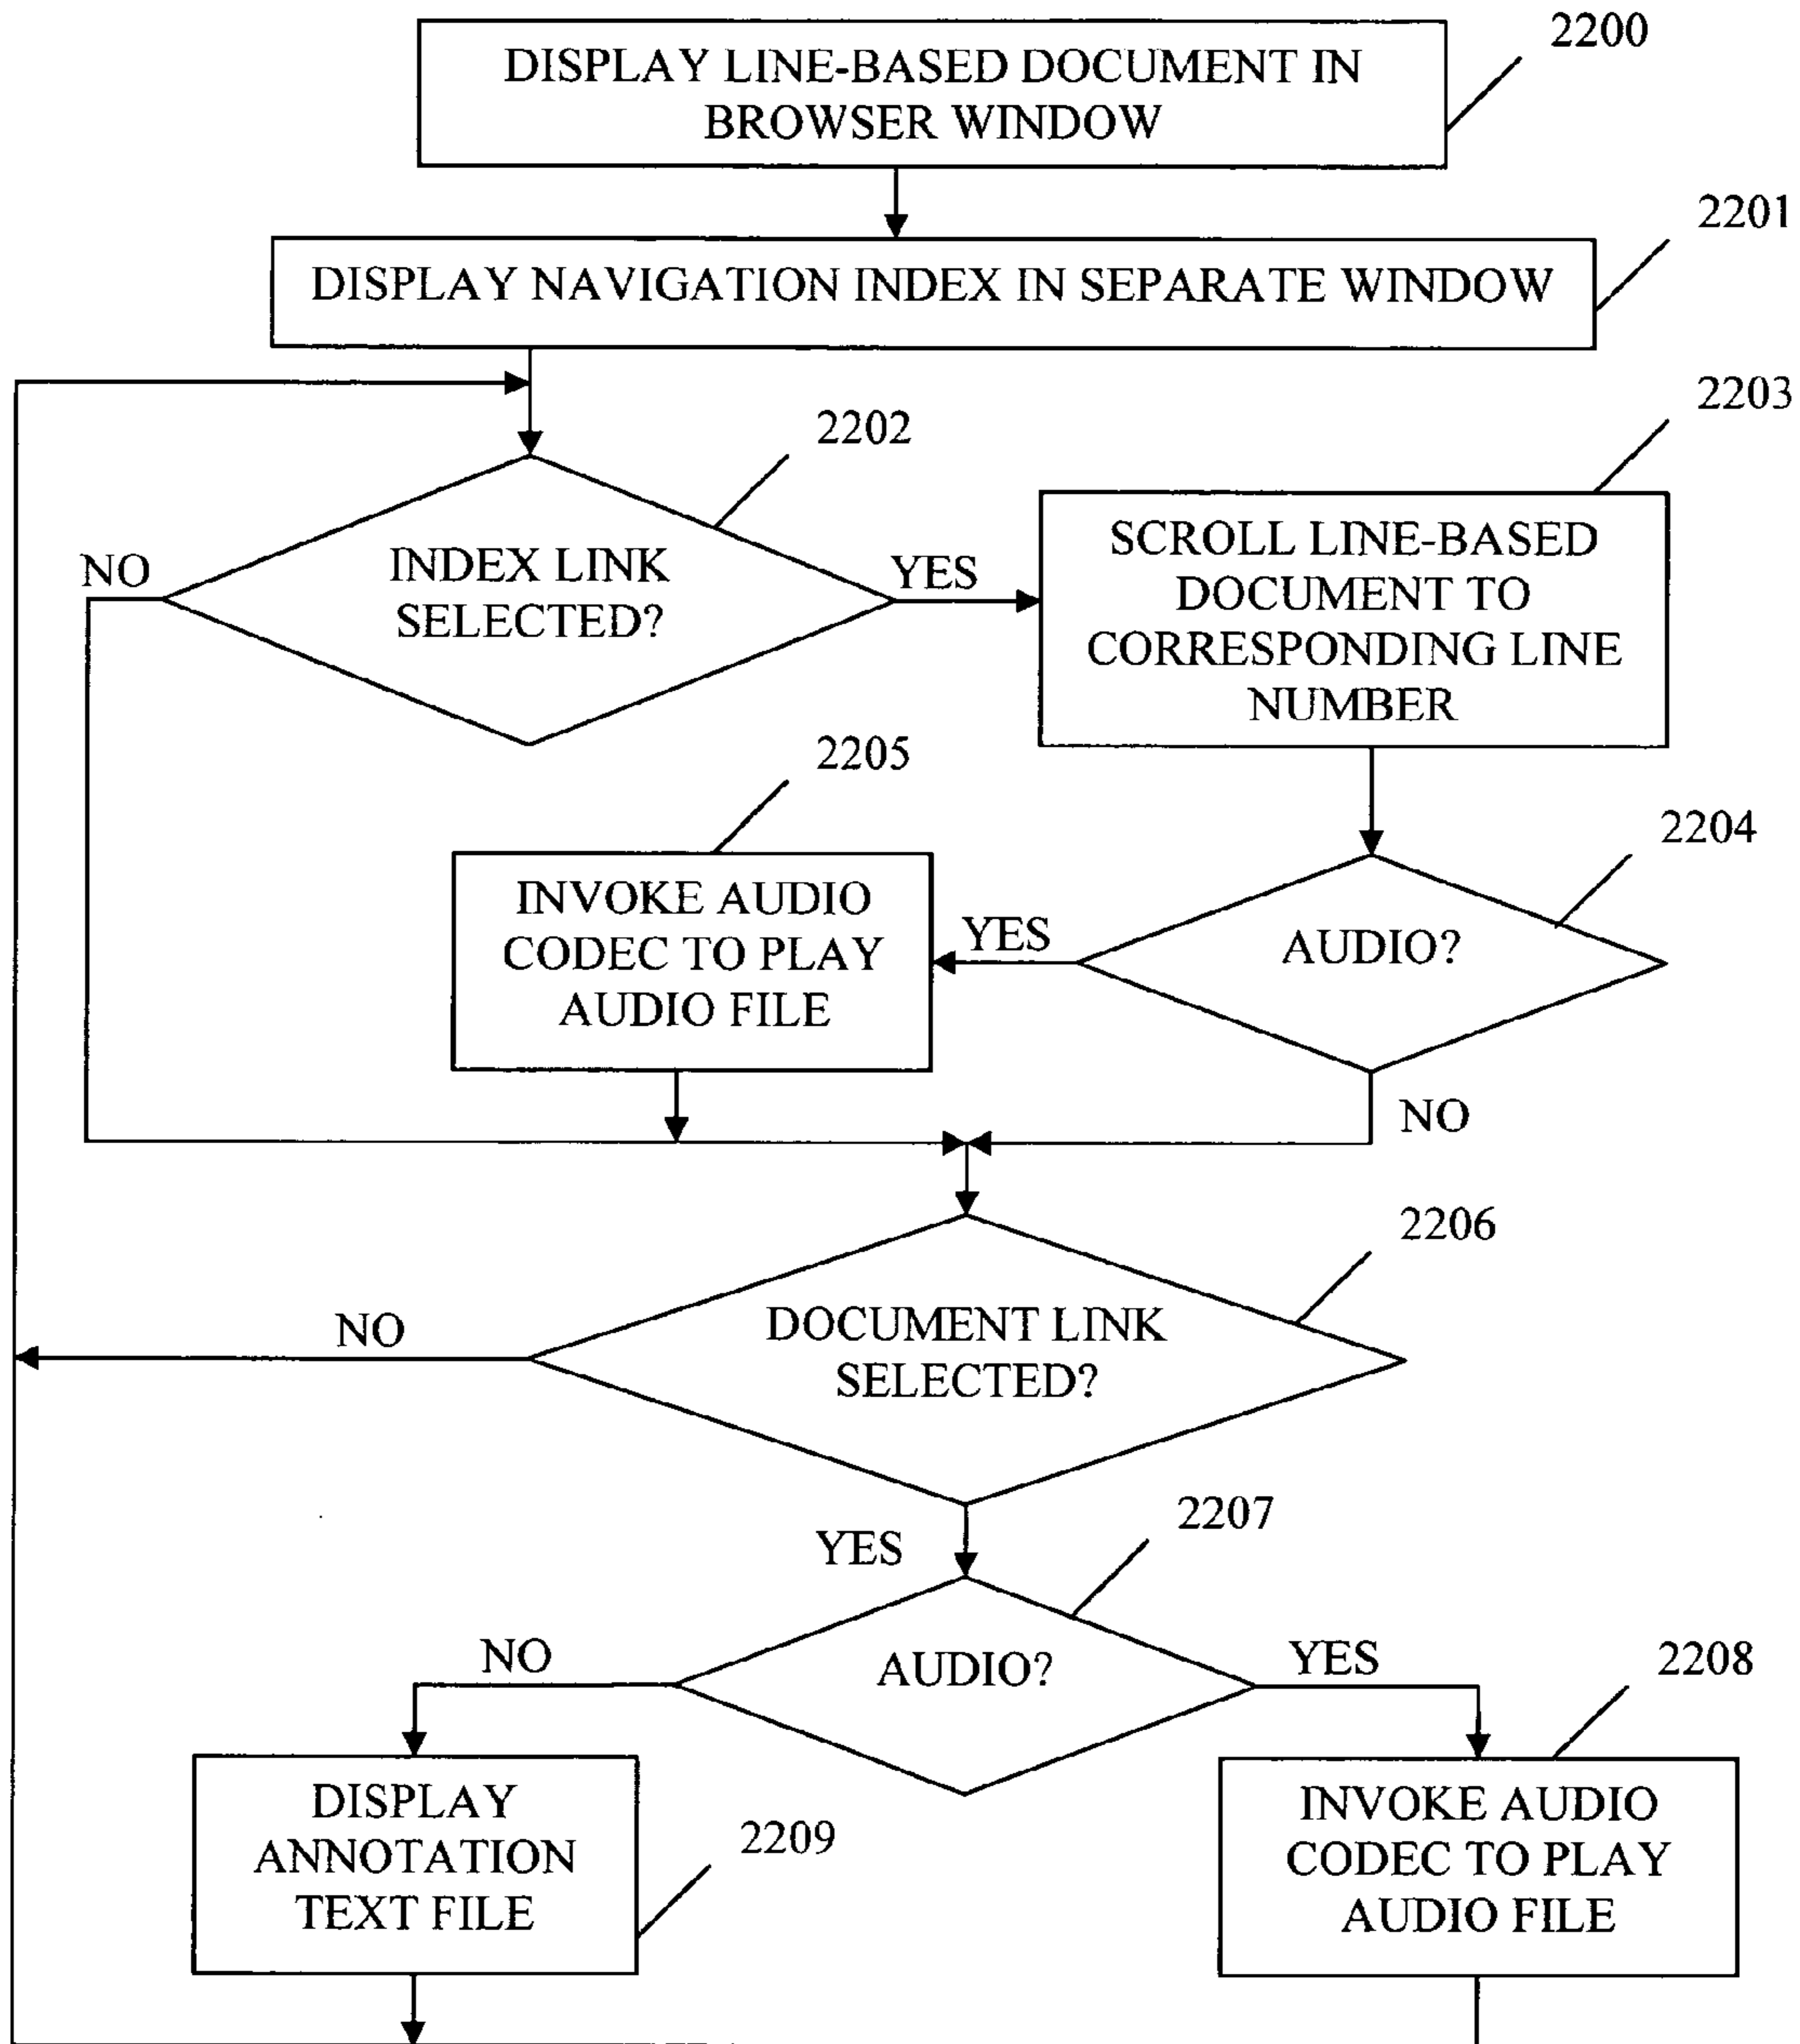 2200
DISPLAY LINE-BASED DOCUMENT IN
BROWSER WINDOW
2201
DISPLAY NAVIGATION INDEX IN SEPARATE WINDOW
2202
2203
NO
INDEX LINK
SELECTED?
YES
SCROLL LINE-BASED
DOCUMENT TO
CORRESPONDING LINE
NUMBER
2205
2204
INVOKE AUDIO
CODEC TO PLAY
AUDIO FILE
YES
AUDIO?
NO
2206
NO
DOCUMENT LINK
SELECTED?
2207
YES
NO
AUDIO?
YES
2208
DISPLAY
ANNOTATION
TEXT FILE
2209
INVOKE AUDIO
CODEC TO PLAY
AUDIO FILE